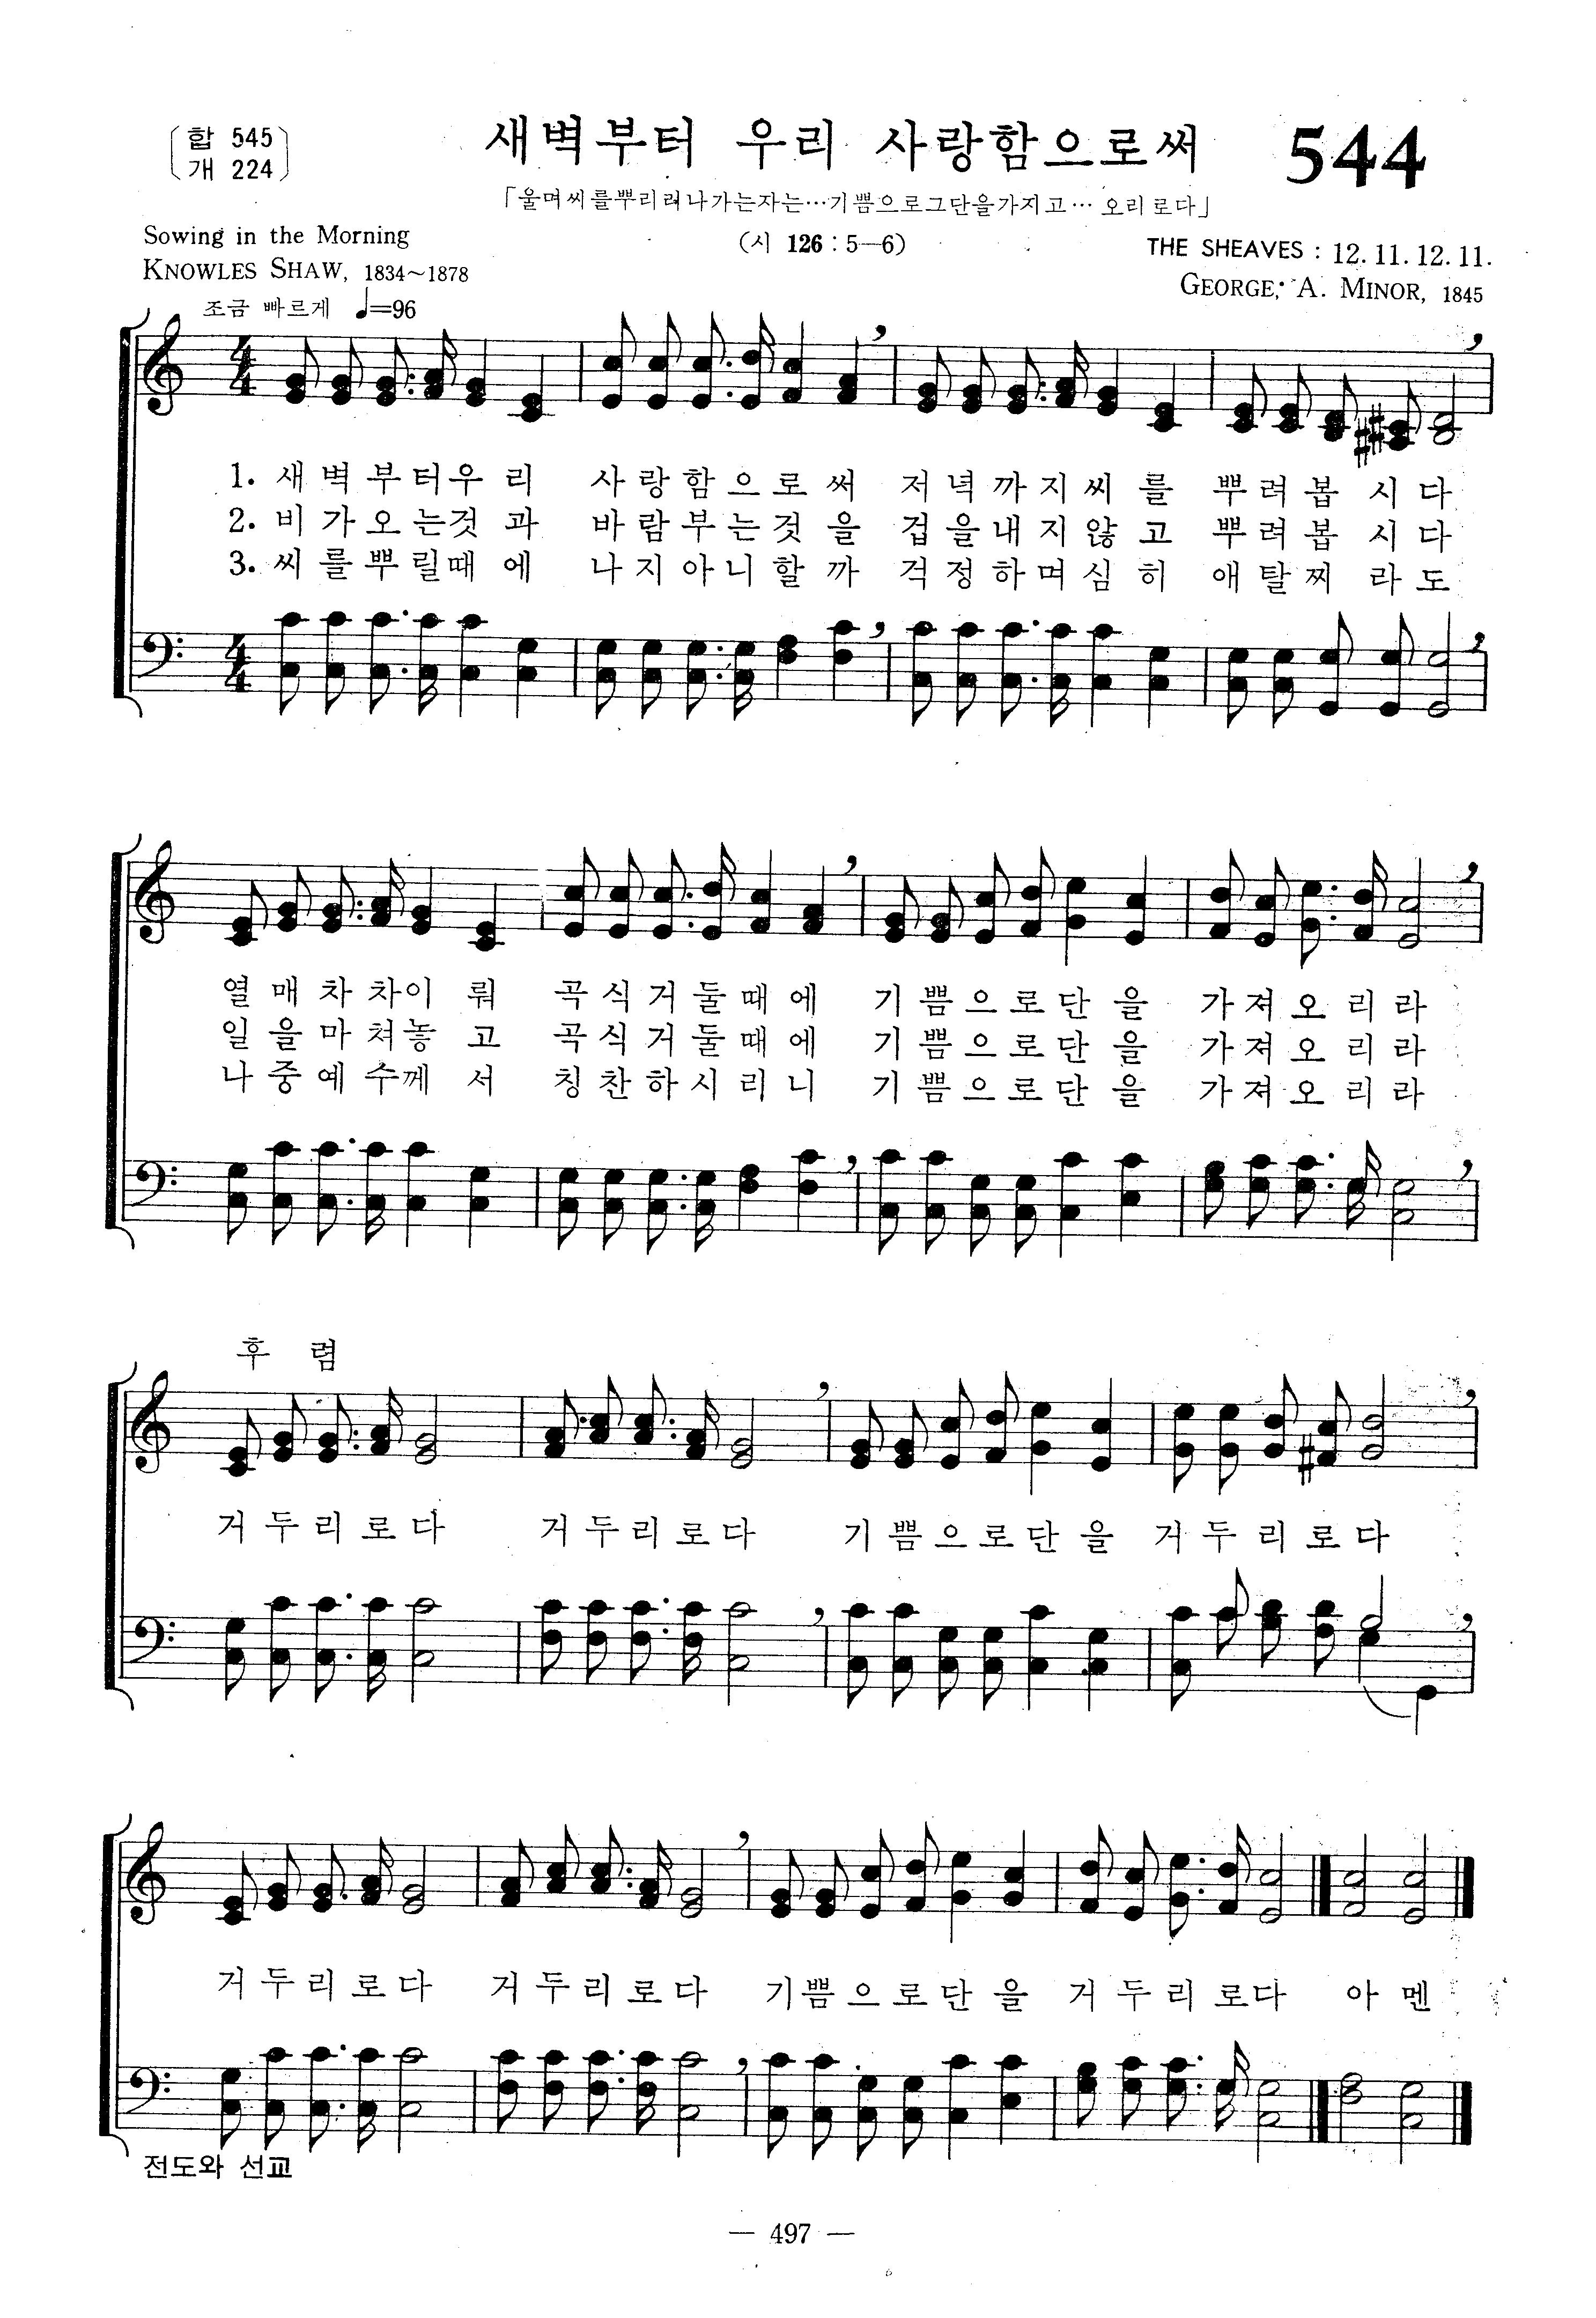 합 545
개 224
새벽부터 우리 사랑함으로써 544
「울며씨를뿌리려나가는자는…기쁨으로그단을가지고… 오리로다」
(시 126 : 5—6)
Sowing in the Morning
KNOWLES SHAW, 1834~1878
THE SHEAVES : 12. 11. 12. 11.
GEORGE, A. MINOR, 1845
조금 빠르게 ♩=96
1. 새벽부터우리 사랑함으로써 저녁까지씨를 뿌려봅시다
2. 비가오는것과 바람부는것을 겁을내지않고 뿌려봅시다
3. 씨를뿌릴때에 나지아니할까 걱정하며심히 애탈찌라도
열매차차이뤄 곡식거둘때에 기쁨으로단을 가져오리라
일을마쳐놓고 곡식거둘때에 기쁨으로단을 가져오리라
나중예수께서 칭찬하시리니 기쁨으로단을 가져오리라
후 렴
거두리로다 거두리로다 기쁨으로단을 거두리로다
거두리로다 거두리로다 기쁨으로단을 거두리로다 아멘
전도와 선교
— 497 —